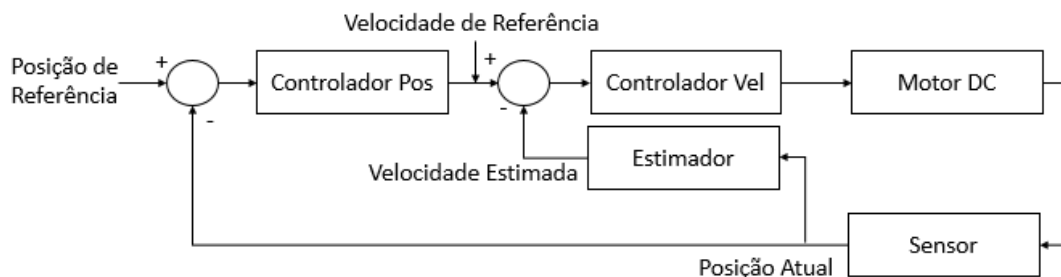 Velocidade de Referência
Posição de
Referência
+
-
Controlador Pos
+
-
Controlador Vel
Motor DC
Estimador
Velocidade Estimada
Sensor
Posição Atual